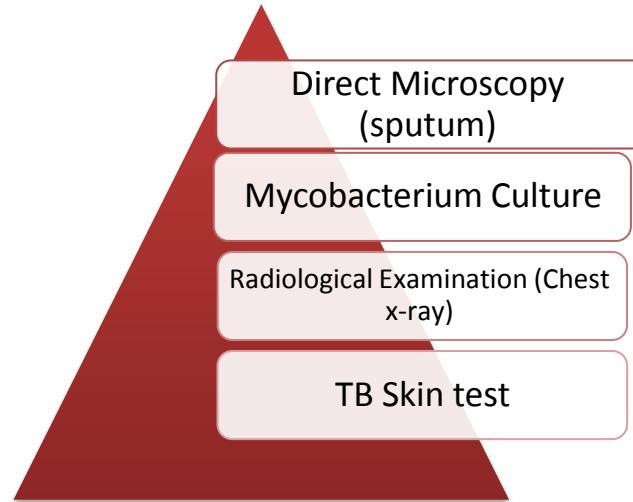 Direct Microscopy
(sputum)
Mycobacterium Culture
Radiological Examination (Chest
x-ray)
TB Skin test